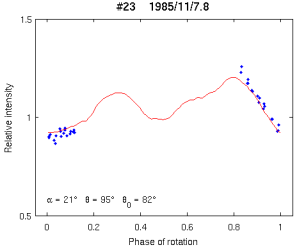 #23 1985/11/7.8
1.5
1
0.5
Relative intensity
α = 21° θ = 95° θ0 = 82°
0 0.2 0.4 0.6 0.8 1
Phase of rotation